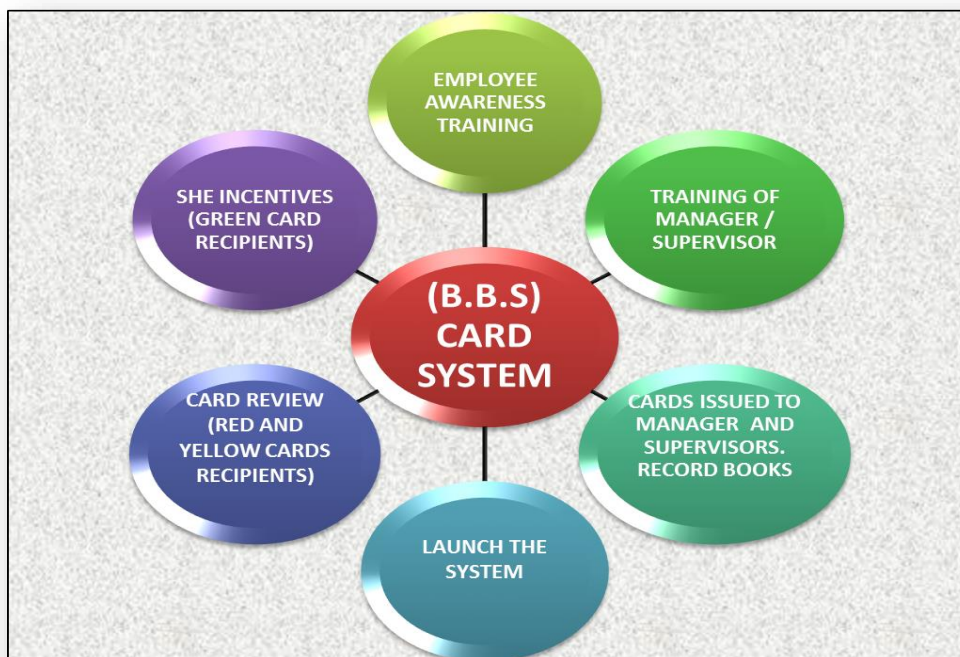 EMPLOYEE
AWARENESS
TRAINING
TRAINING OF
MANAGER /
SUPERVISOR
CARDS ISSUED TO
MANAGER AND
SUPERVISORS.
RECORD BOOKS
LAUNCH THE
SYSTEM
CARD REVIEW
(RED AND
YELLOW CARDS
RECIPIENTS)
SHE INCENTIVES
(GREEN CARD
RECIPIENTS)
(B.B.S)
CARD
SYSTEM